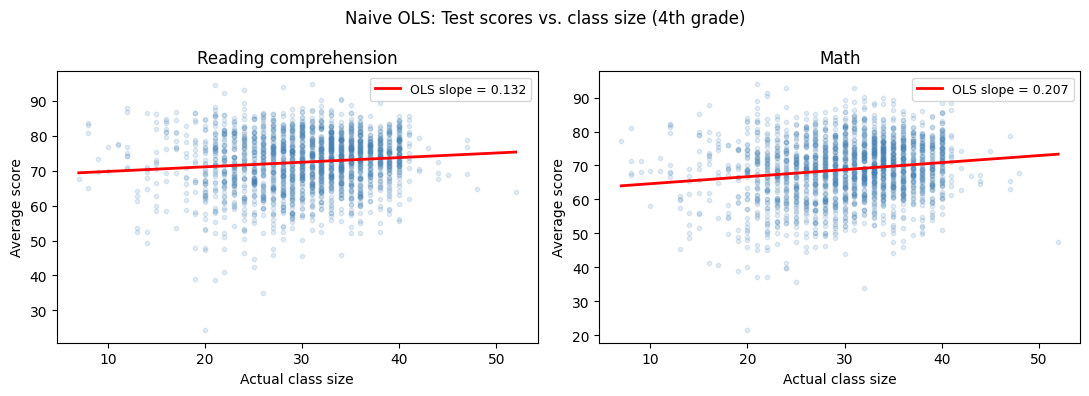 Naive OLS: Test scores vs. class size (4th grade)
Reading comprehension
OLS slope = 0.132
Average score
90
80
70
60
50
40
30
10 20 30 40 50
Actual class size
Math
OLS slope = 0.207
Average score
90
80
70
60
50
40
30
20
10 20 30 40 50
Actual class size